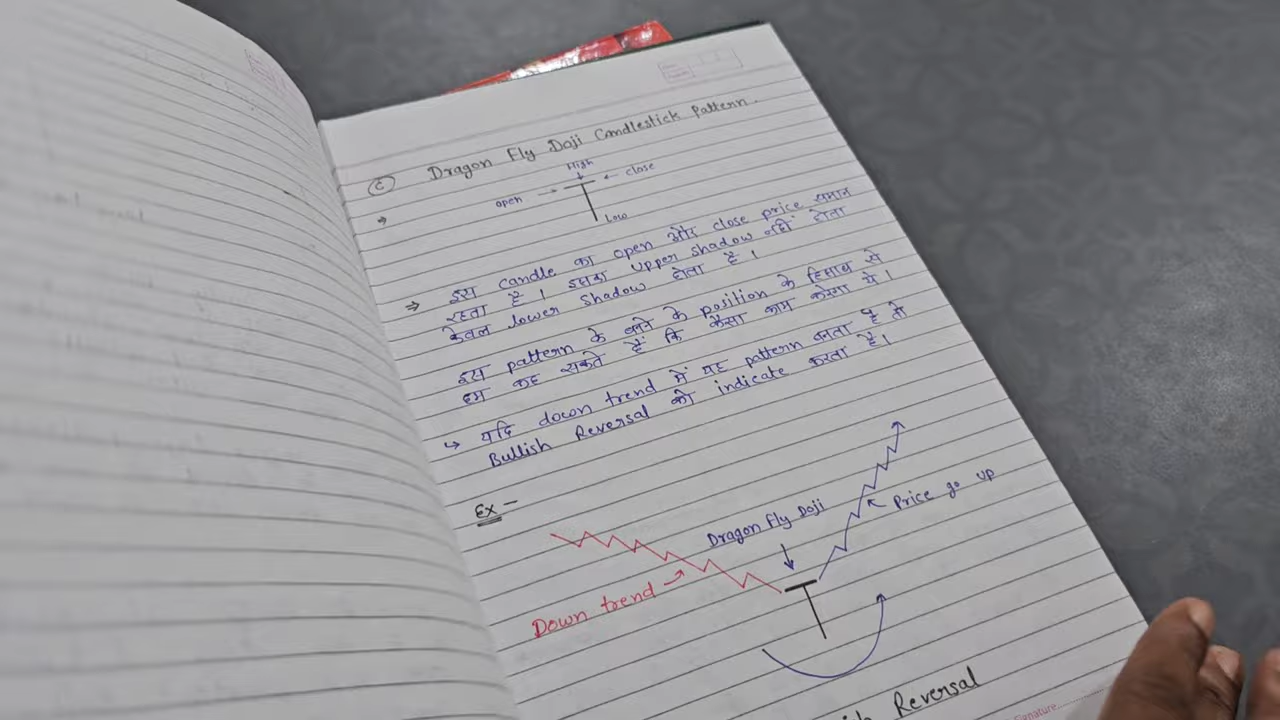 (c) Dragon Fly Doji Candlestick Pattern.
High
open → ← close
Low
⇒ इस candle का open और close price समान
रहता है । इसका upper shadow नहीं होता
केवल lower shadow होता है ।
इस pattern के बनने के position के हिसाब से
हम कह सकते हैं कि कैसा काम करेगा ये ।
↳ यदि down trend में यह pattern बनता है तो
Bullish Reversal को indicate करता है ।
Ex -
Dragon Fly Doji
Price go up
Down trend
Reversal